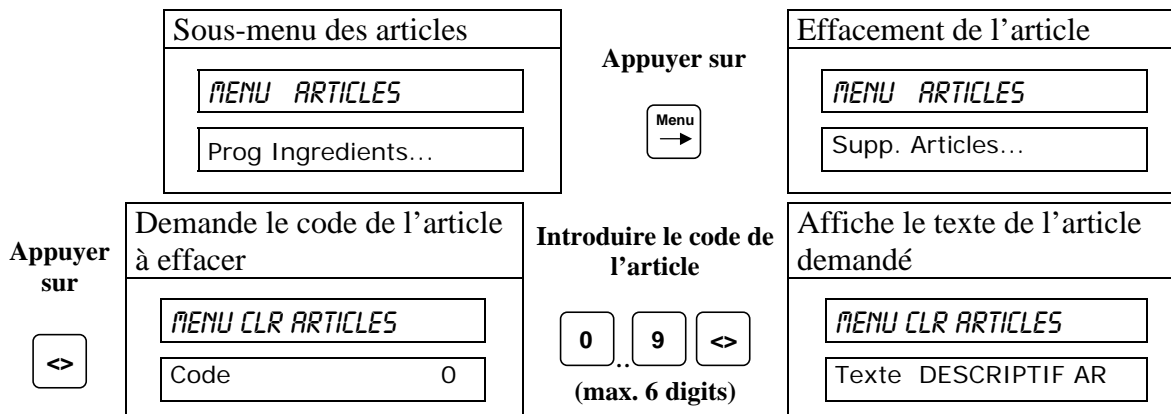 Sous-menu des articles
MENU ARTICLES
Prog Ingredients...
Appuyer sur
Menu
Effacement de l'article
MENU ARTICLES
Supp. Articles...
Appuyer
sur
<>
Demande le code de l'article
à effacer
MENU CLR ARTICLES
Code 0
Introduire le code de
l'article
0 .. 9 <>
(max. 6 digits)
Affiche le texte de l'article
demandé
MENU CLR ARTICLES
Texte DESCRIPTIF AR